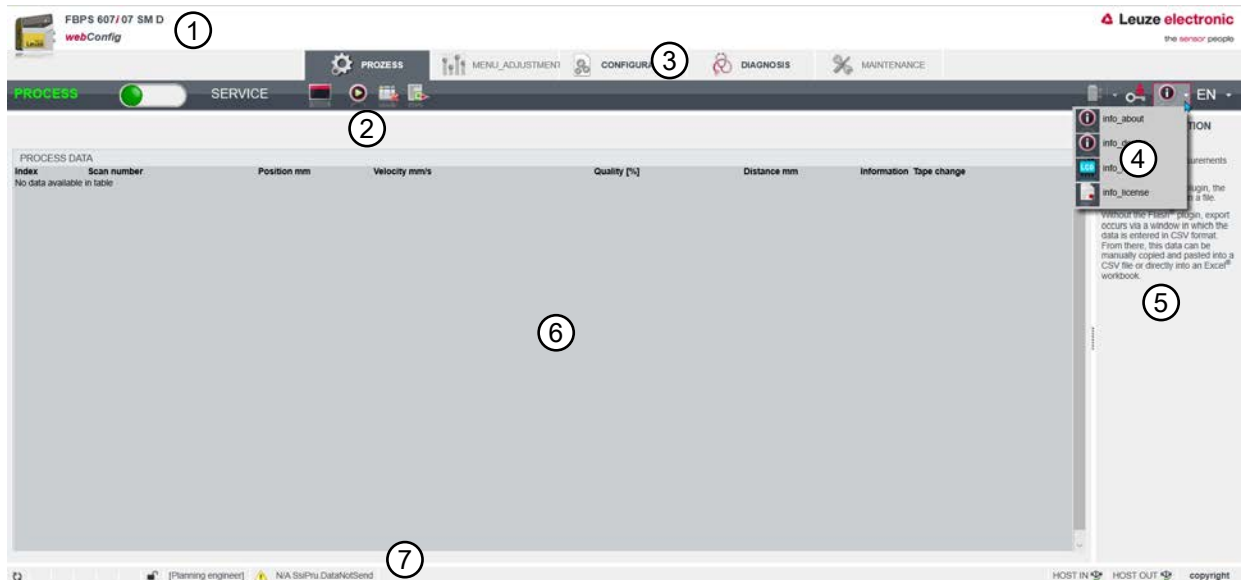 FBPS 607/07 SM D
webConfig
1
Leuze
Leuze electronic
the sensor people
PROZESS
MENU_ADJUSTMENT
CONFIGURA
3
DIAGNOSIS
MAINTENANCE
PROCESS
SERVICE
EN
2
info_about
4
info_license
TION
urements
plugin, the
a file.
Without the Flash® plugin, export
occurs via a window in which the
data is entered in CSV format.
From there, this data can be
manually copied and pasted into a
CSV file or directly into an Excel®
workbook.
5
PROCESS DATA
Index Scan number Position mm Velocity mm/s Quality [%] Distance mm Information Tape change
No data available in table
6
7
[Planning engineer] N/A SsiPru.DataNotSend
HOST IN HOST OUT copyright